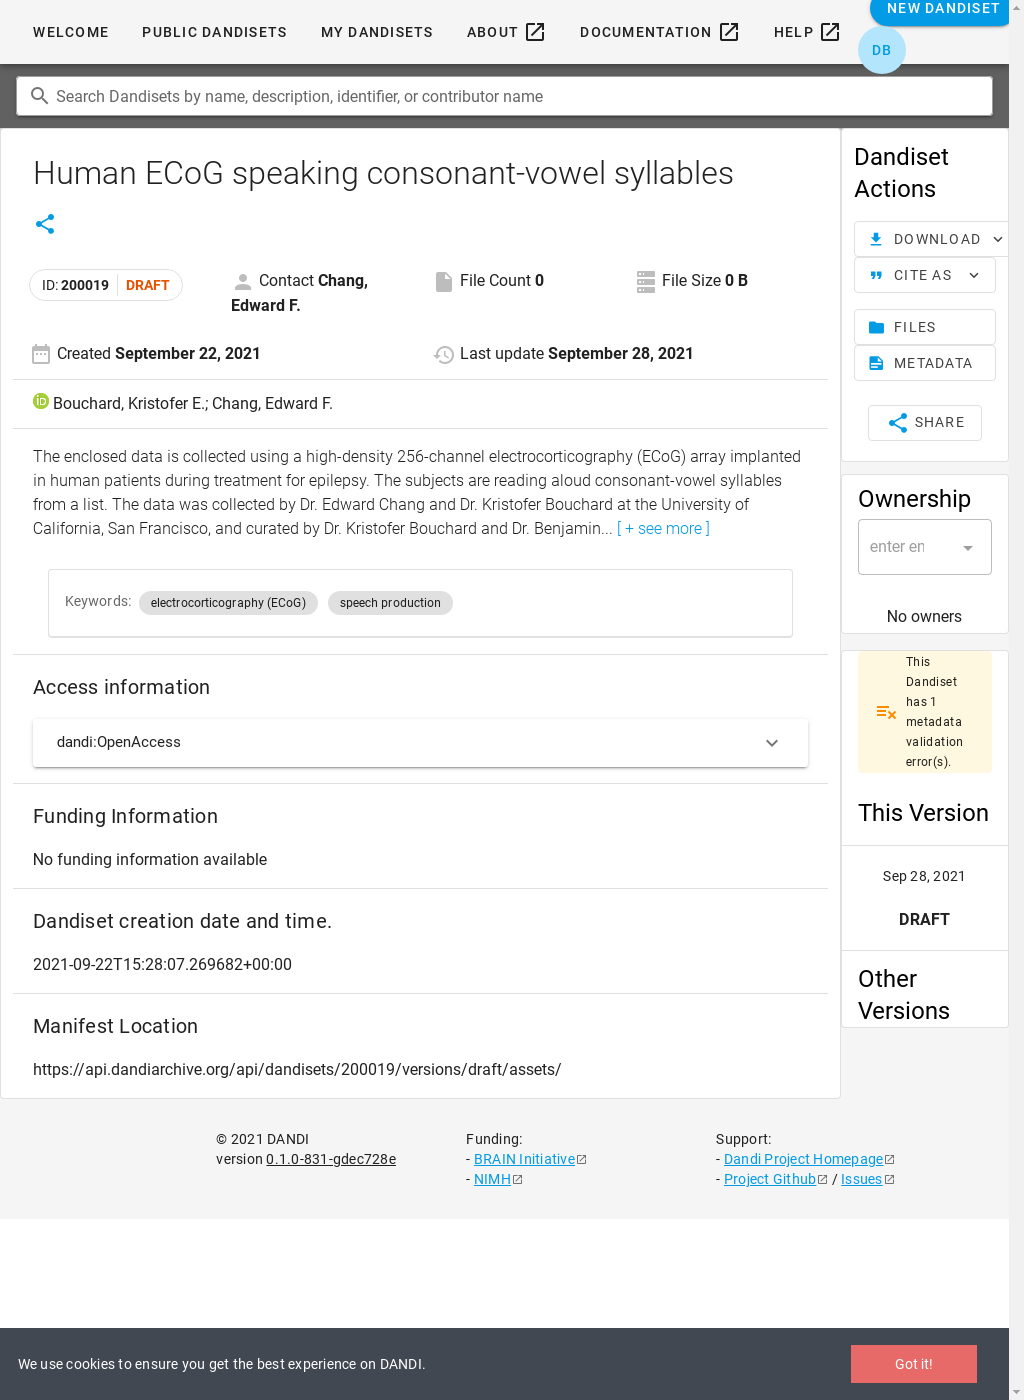 NEW DANDISET
WELCOME PUBLIC DANDISETS MY DANDISETS ABOUT DOCUMENTATION HELP
DB
Search Dandisets by name, description, identifier, or contributor name
Human ECoG speaking consonant-vowel syllables
ID: 200019 DRAFT
Contact Chang, Edward F.
File Count 0
File Size 0 B
Created September 22, 2021
Last update September 28, 2021
iD Bouchard, Kristofer E.; Chang, Edward F.
The enclosed data is collected using a high-density 256-channel electrocorticography (ECoG) array implanted
in human patients during treatment for epilepsy. The subjects are reading aloud consonant-vowel syllables
from a list. The data was collected by Dr. Edward Chang and Dr. Kristofer Bouchard at the University of
California, San Francisco, and curated by Dr. Kristofer Bouchard and Dr. Benjamin... [ + see more ]
Keywords: electrocorticography (ECoG) speech production
Access information
dandi:OpenAccess
Funding Information
No funding information available
Dandiset creation date and time.
2021-09-22T15:28:07.269682+00:00
Manifest Location
https://api.dandiarchive.org/api/dandisets/200019/versions/draft/assets/
Dandiset
Actions
DOWNLOAD
CITE AS
FILES
METADATA
SHARE
Ownership
enter en
No owners
This
Dandiset
has 1
metadata
validation
error(s).
This Version
Sep 28, 2021
DRAFT
Other
Versions
© 2021 DANDI
version 0.1.0-831-gdec728e
Funding:
- BRAIN Initiative
- NIMH
Support:
- Dandi Project Homepage
- Project Github / Issues
We use cookies to ensure you get the best experience on DANDI.
Got it!